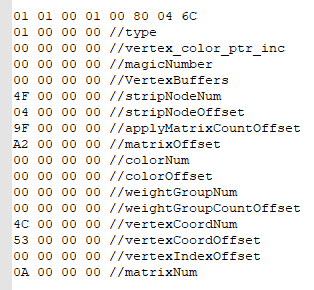 01 01 00 01 00 80 04 6C
01 00 00 00 //type
00 00 00 00 //vertex_color_ptr_inc
00 00 00 00 //magicNumber
00 00 00 00 //VertexBuffers
4F 00 00 00 //stripNodeNum
04 00 00 00 //stripNodeOffset
9F 00 00 00 //applyMatrixCountOffset
A2 00 00 00 //matrixOffset
00 00 00 00 //colorNum
00 00 00 00 //colorOffset
00 00 00 00 //weightGroupNum
00 00 00 00 //weightGroupCountOffset
4C 00 00 00 //vertexCoordNum
53 00 00 00 //vertexCoordOffset
00 00 00 00 //vertexIndexOffset
0A 00 00 00 //matrixNum